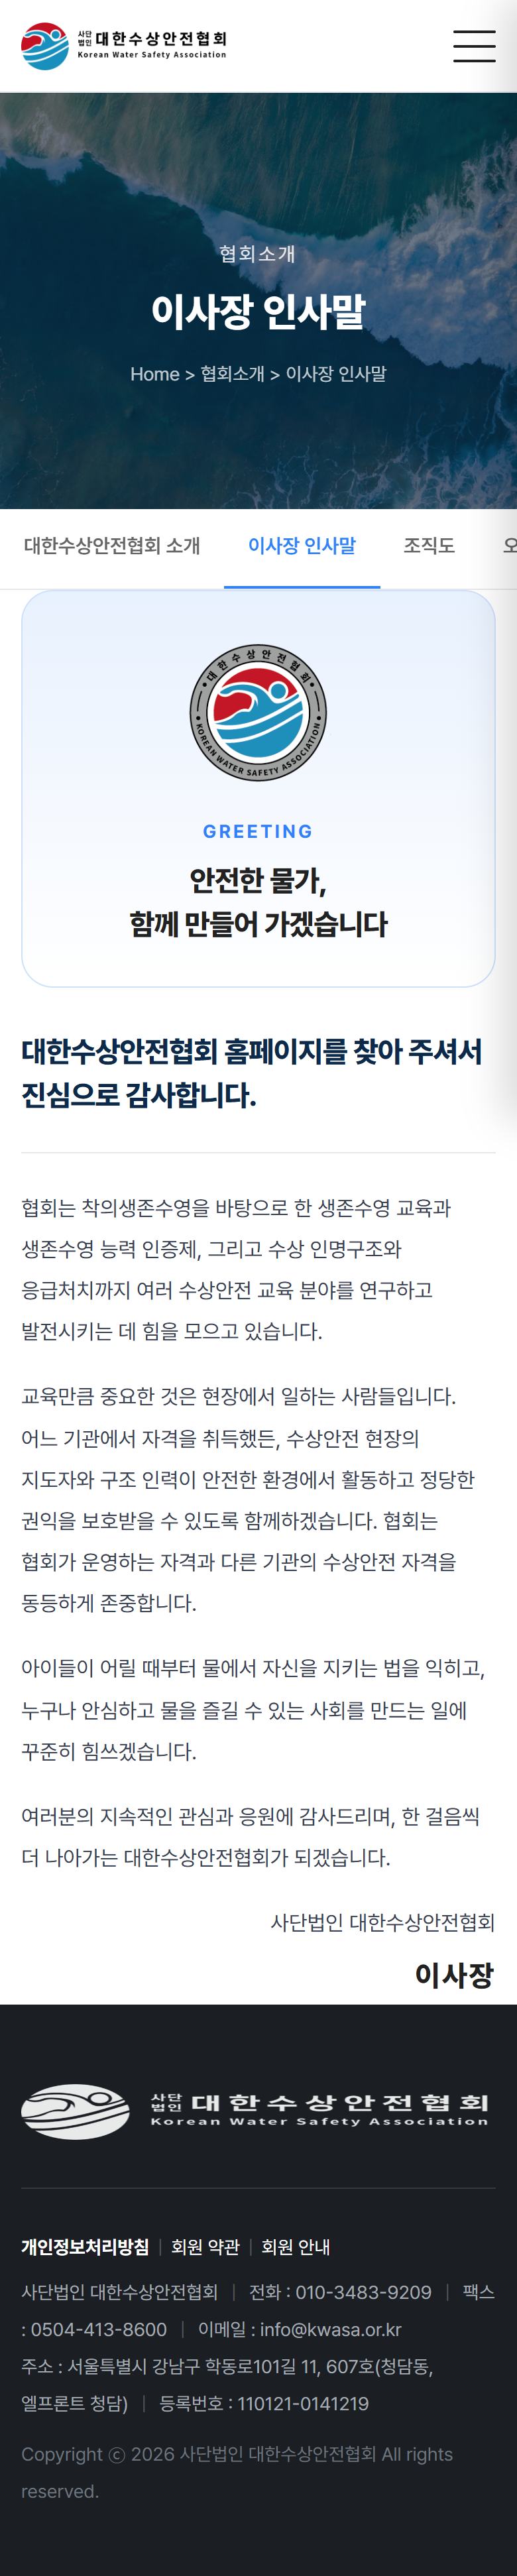 사단법인 대한수상안전협회
Korean Water Safety Association
협회소개
이사장 인사말
Home > 협회소개 > 이사장 인사말
대한수상안전협회 소개 이사장 인사말 조직도 오
대한수상안전협회
KOREAN WATER SAFETY ASSOCIATION
GREETING
안전한 물가,
함께 만들어 가겠습니다
대한수상안전협회 홈페이지를 찾아 주셔서
진심으로 감사합니다.
협회는 착의생존수영을 바탕으로 한 생존수영 교육과
생존수영 능력 인증제, 그리고 수상 인명구조와
응급처치까지 여러 수상안전 교육 분야를 연구하고
발전시키는 데 힘을 모으고 있습니다.
교육만큼 중요한 것은 현장에서 일하는 사람들입니다.
어느 기관에서 자격을 취득했든, 수상안전 현장의
지도자와 구조 인력이 안전한 환경에서 활동하고 정당한
권익을 보호받을 수 있도록 함께하겠습니다. 협회는
협회가 운영하는 자격과 다른 기관의 수상안전 자격을
동등하게 존중합니다.
아이들이 어릴 때부터 물에서 자신을 지키는 법을 익히고,
누구나 안심하고 물을 즐길 수 있는 사회를 만드는 일에
꾸준히 힘쓰겠습니다.
여러분의 지속적인 관심과 응원에 감사드리며, 한 걸음씩
더 나아가는 대한수상안전협회가 되겠습니다.
사단법인 대한수상안전협회
이사장
사단법인 대한수상안전협회
Korean Water Safety Association
개인정보처리방침 | 회원 약관 | 회원 안내
사단법인 대한수상안전협회 | 전화 : 010-3483-9209 | 팩스
: 0504-413-8600 | 이메일 : info@kwasa.or.kr
주소 : 서울특별시 강남구 학동로101길 11, 607호(청담동,
엘프론트 청담) | 등록번호 : 110121-0141219
Copyright ⓒ 2026 사단법인 대한수상안전협회 All rights
reserved.